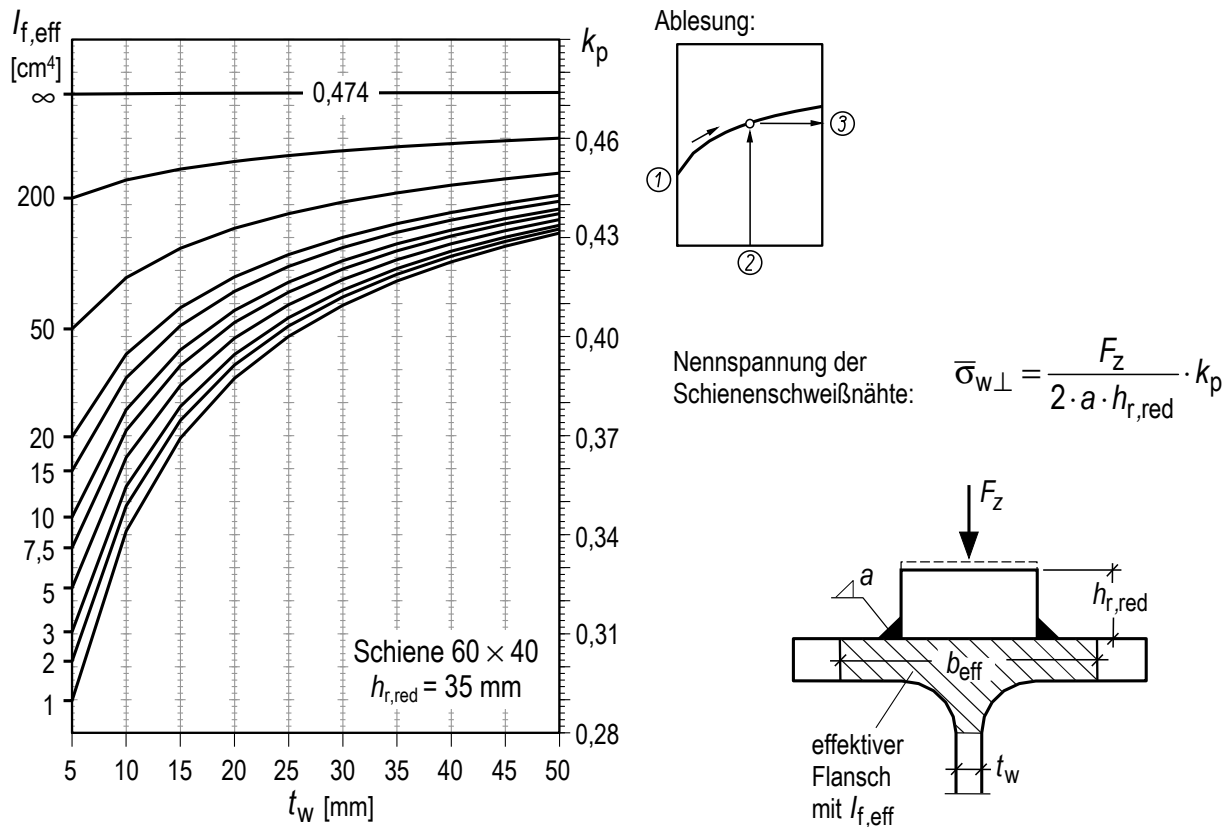 I_f,eff
[cm⁴]
∞
200
50
20
15
10
7,5
5
3
2
1
0,474
Schiene 60 × 40
h_r,red = 35 mm
k_p
0,46
0,43
0,40
0,37
0,34
0,31
0,28
5 10 15 20 25 30 35 40 45 50
t_w [mm]
Ablesung:
①
②
③
Nennspannung der
Schienenschweißnähte:
σ̅_w⊥ = F_z / (2 · a · h_r,red) · k_p
F_z
a
h_r,red
b_eff
effektiver
Flansch
mit I_f,eff
t_w